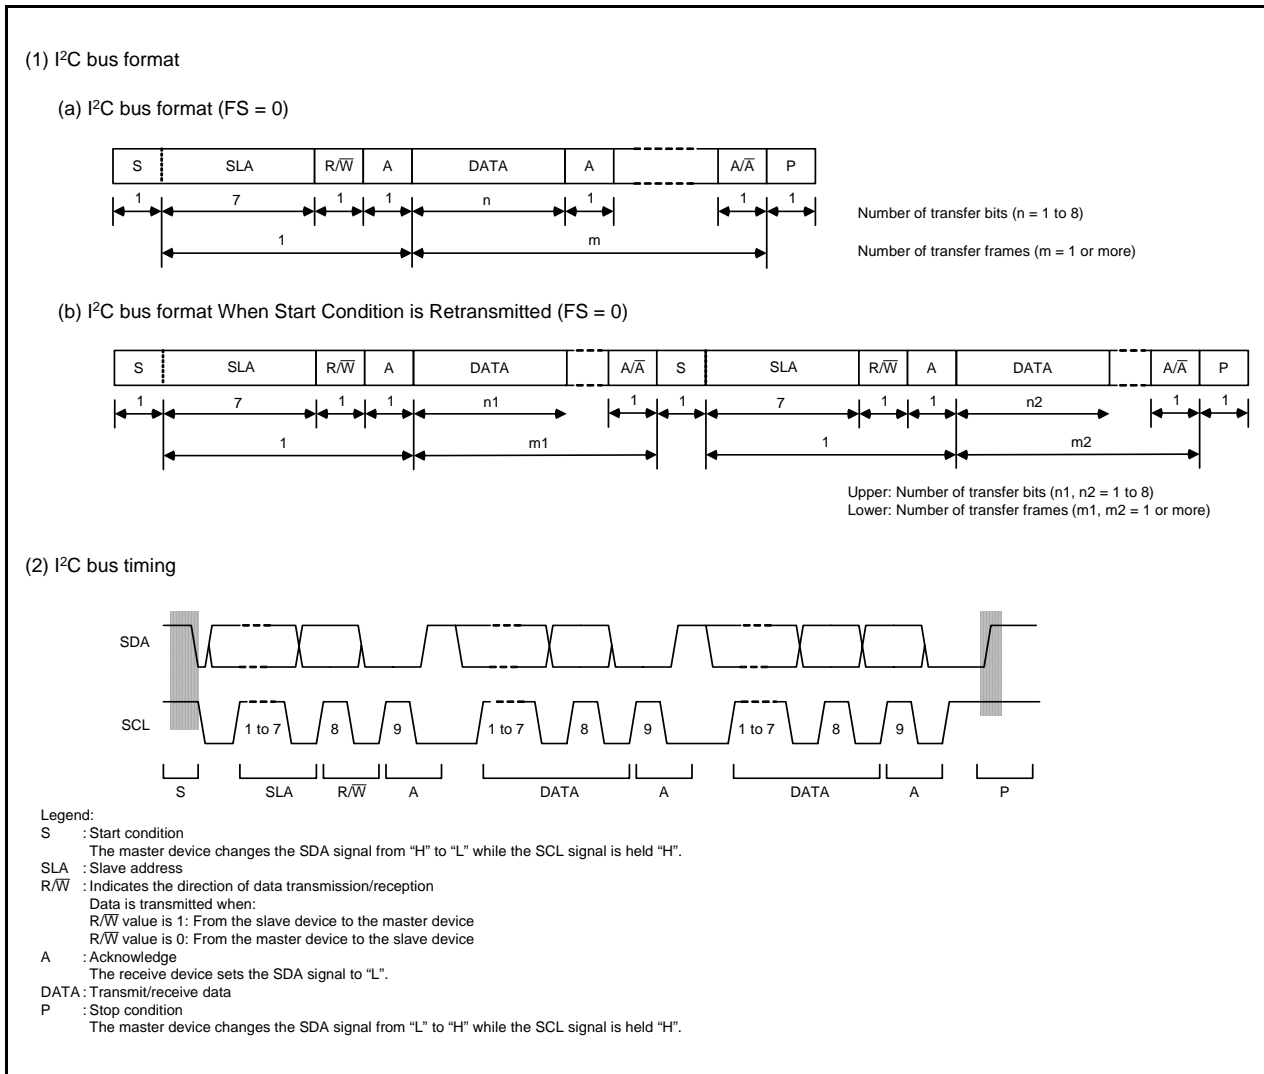 (1) I²C bus format
(a) I²C bus format (FS = 0)
S SLA R/W̅ A DATA A A/A̅ P
1 7 1 1 n 1 1 1
1 m
Number of transfer bits (n = 1 to 8)
Number of transfer frames (m = 1 or more)
(b) I²C bus format When Start Condition is Retransmitted (FS = 0)
S SLA R/W̅ A DATA A/A̅ S SLA R/W̅ A DATA A/A̅ P
1 7 1 1 n1 1 1 7 1 1 n2 1 1
1 m1 1 m2
Upper: Number of transfer bits (n1, n2 = 1 to 8)
Lower: Number of transfer frames (m1, m2 = 1 or more)
(2) I²C bus timing
SDA
SCL 1 to 7 8 9 1 to 7 8 9 1 to 7 8 9
S SLA R/W̅ A DATA A DATA A P
Legend:
S : Start condition
The master device changes the SDA signal from “H” to “L” while the SCL signal is held “H”.
SLA : Slave address
R/W̅ : Indicates the direction of data transmission/reception
Data is transmitted when:
R/W̅ value is 1: From the slave device to the master device
R/W̅ value is 0: From the master device to the slave device
A : Acknowledge
The receive device sets the SDA signal to “L”.
DATA : Transmit/receive data
P : Stop condition
The master device changes the SDA signal from “L” to “H” while the SCL signal is held “H”.